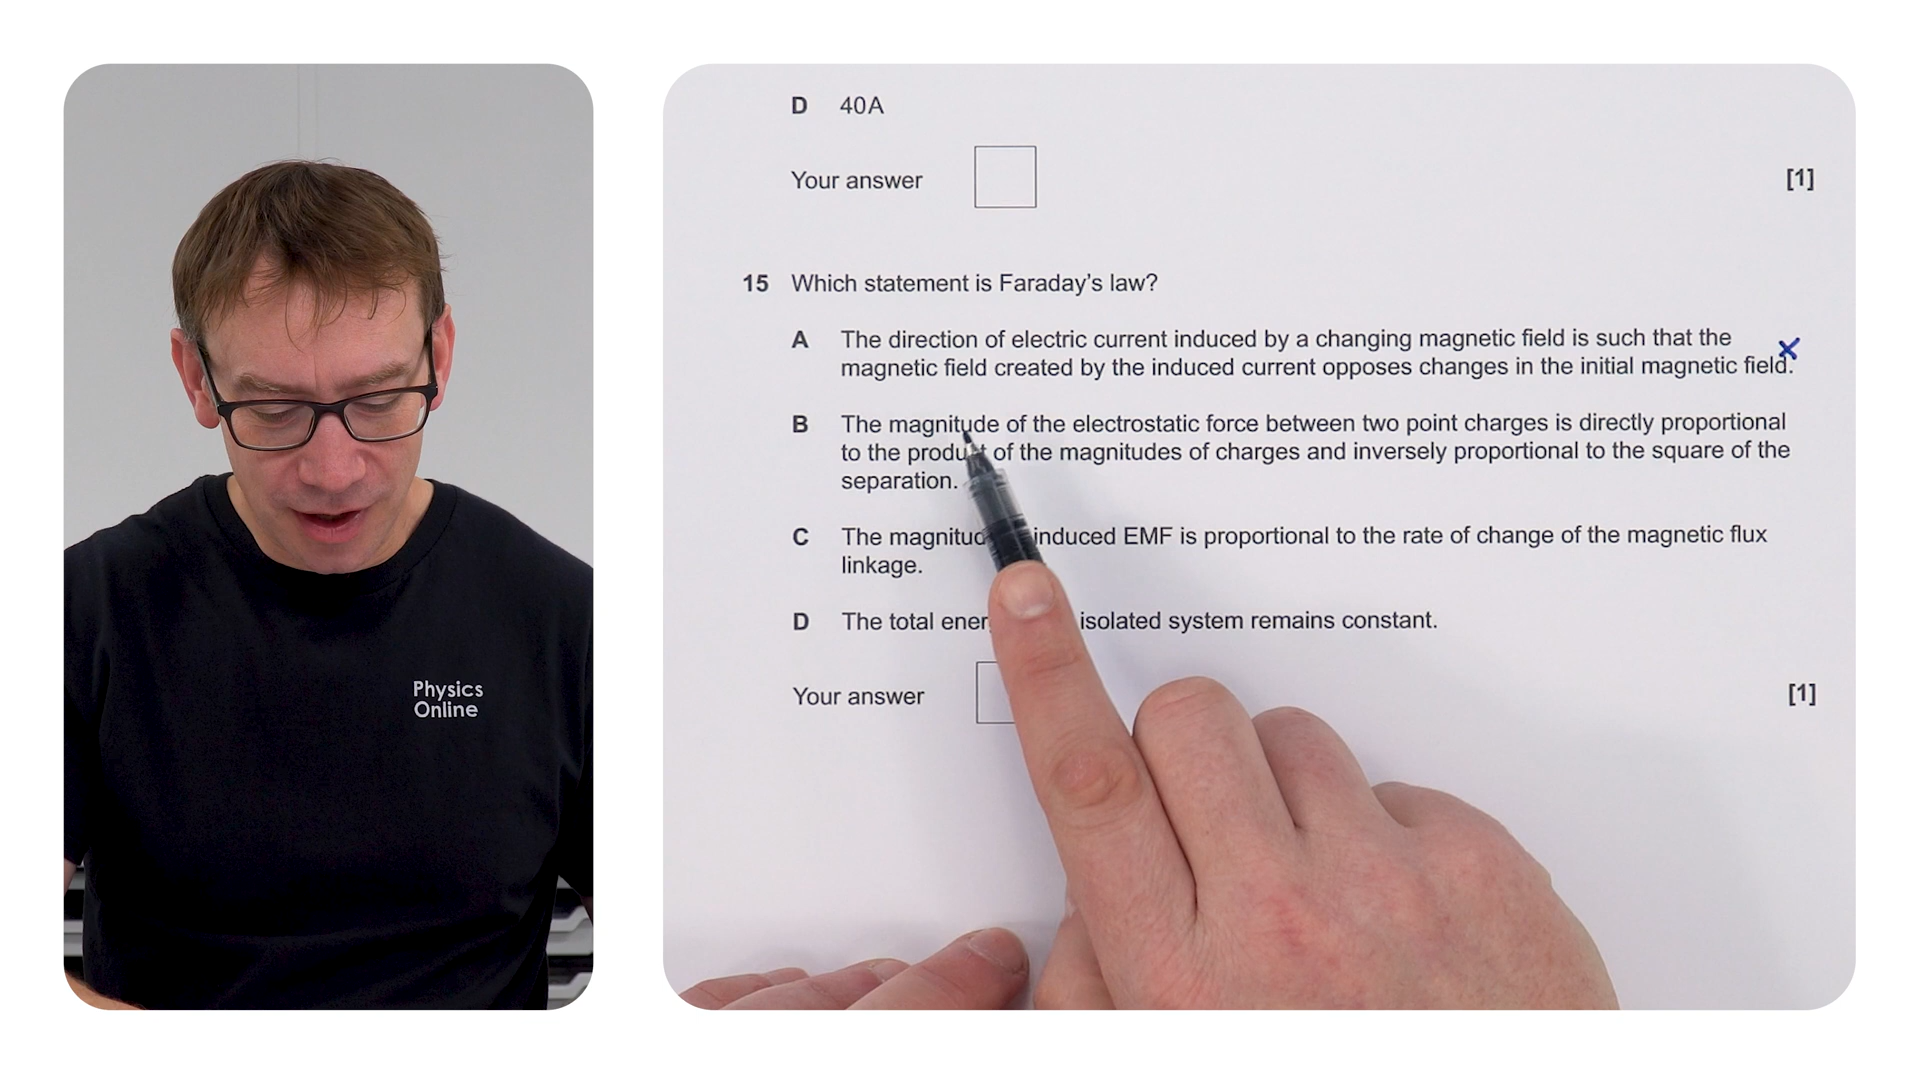 D 40A
Your answer
[1]
15 Which statement is Faraday's law?
A The direction of electric current induced by a changing magnetic field is such that the
magnetic field created by the induced current opposes changes in the initial magnetic field.
B The magnitude of the electrostatic force between two point charges is directly proportional
to the product of the magnitudes of charges and inversely proportional to the square of the
separation.
C The magnitud induced EMF is proportional to the rate of change of the magnetic flux
linkage.
D The total ener isolated system remains constant.
Your answer
[1]
Physics
Online